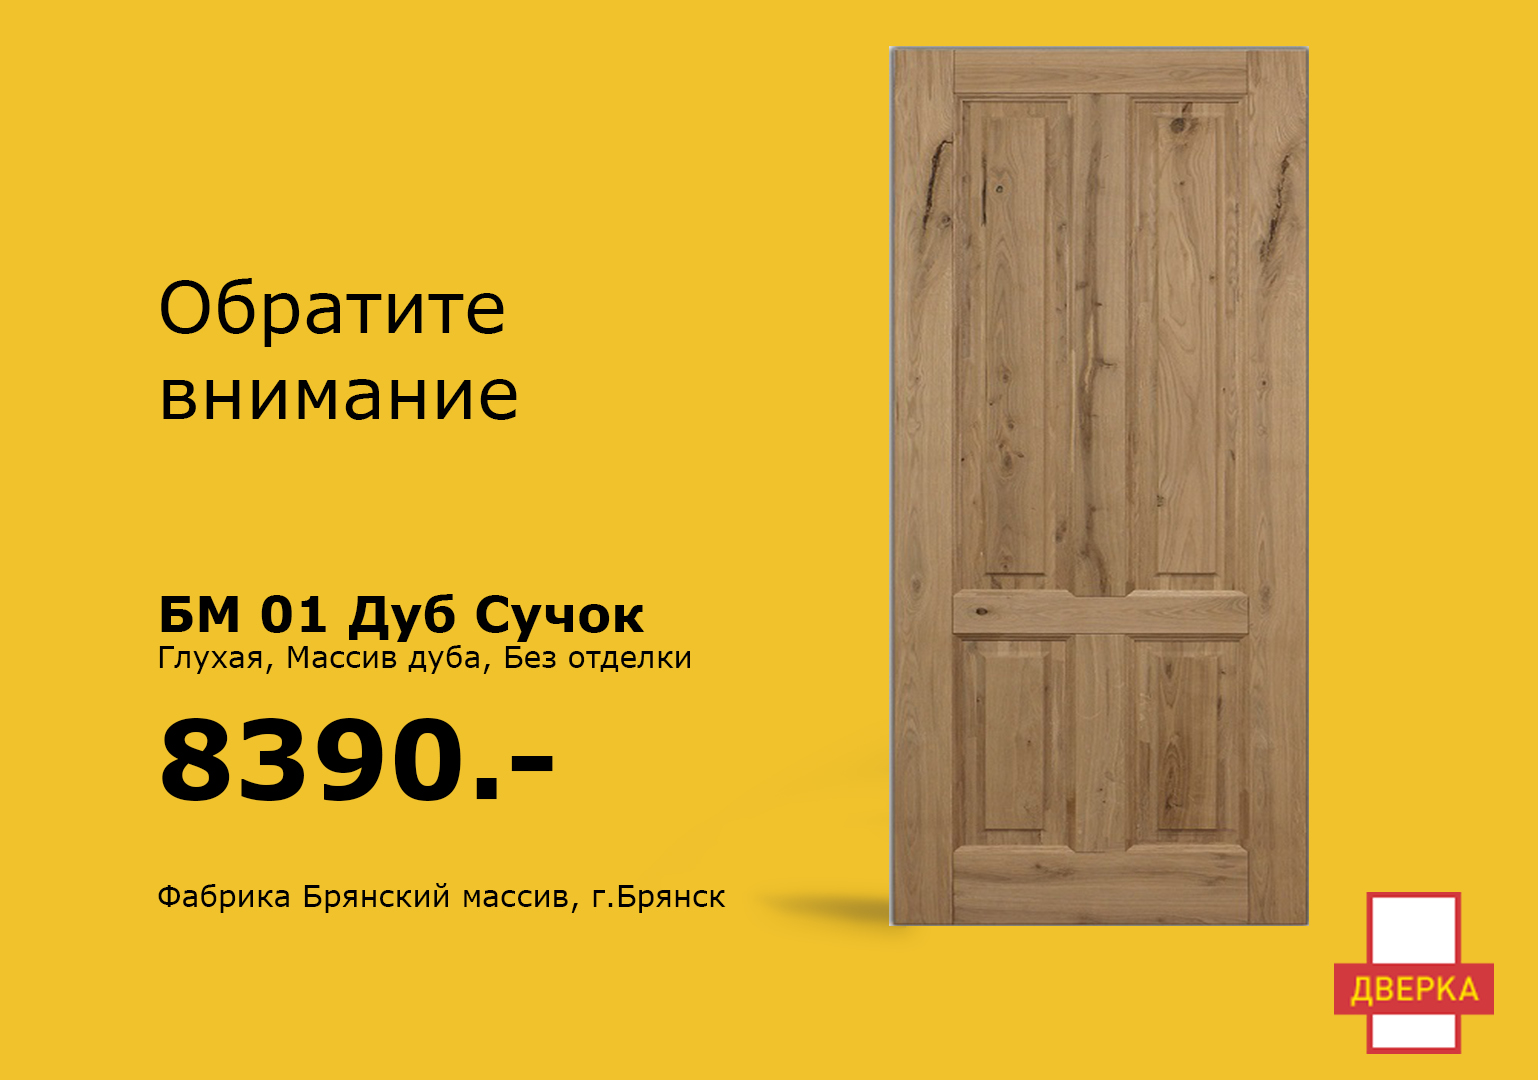 Обратите
внимание
БМ 01 Дуб Сучок
Глухая, Массив дуба, Без отделки
8390.-
Фабрика Брянский массив, г.Брянск
ДВЕРКА